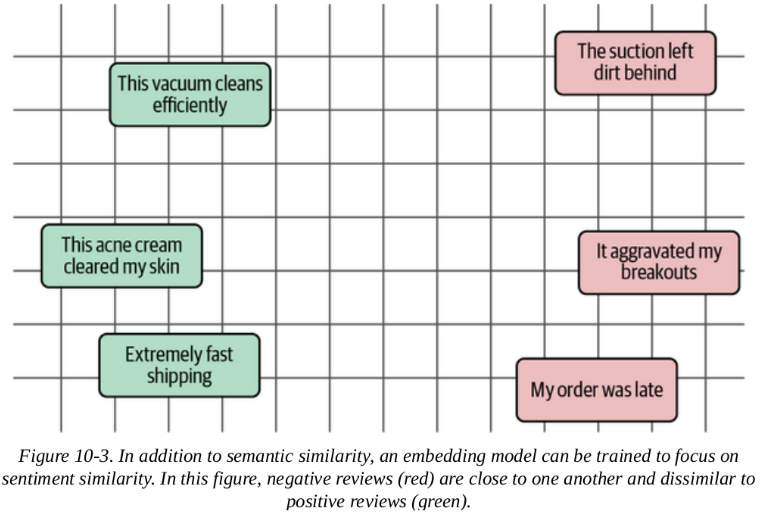 This vacuum cleans
efficiently
The suction left
dirt behind
This acne cream
cleared my skin
It aggravated my
breakouts
Extremely fast
shipping
My order was late
Figure 10-3. In addition to semantic similarity, an embedding model can be trained to focus on
sentiment similarity. In this figure, negative reviews (red) are close to one another and dissimilar to
positive reviews (green).